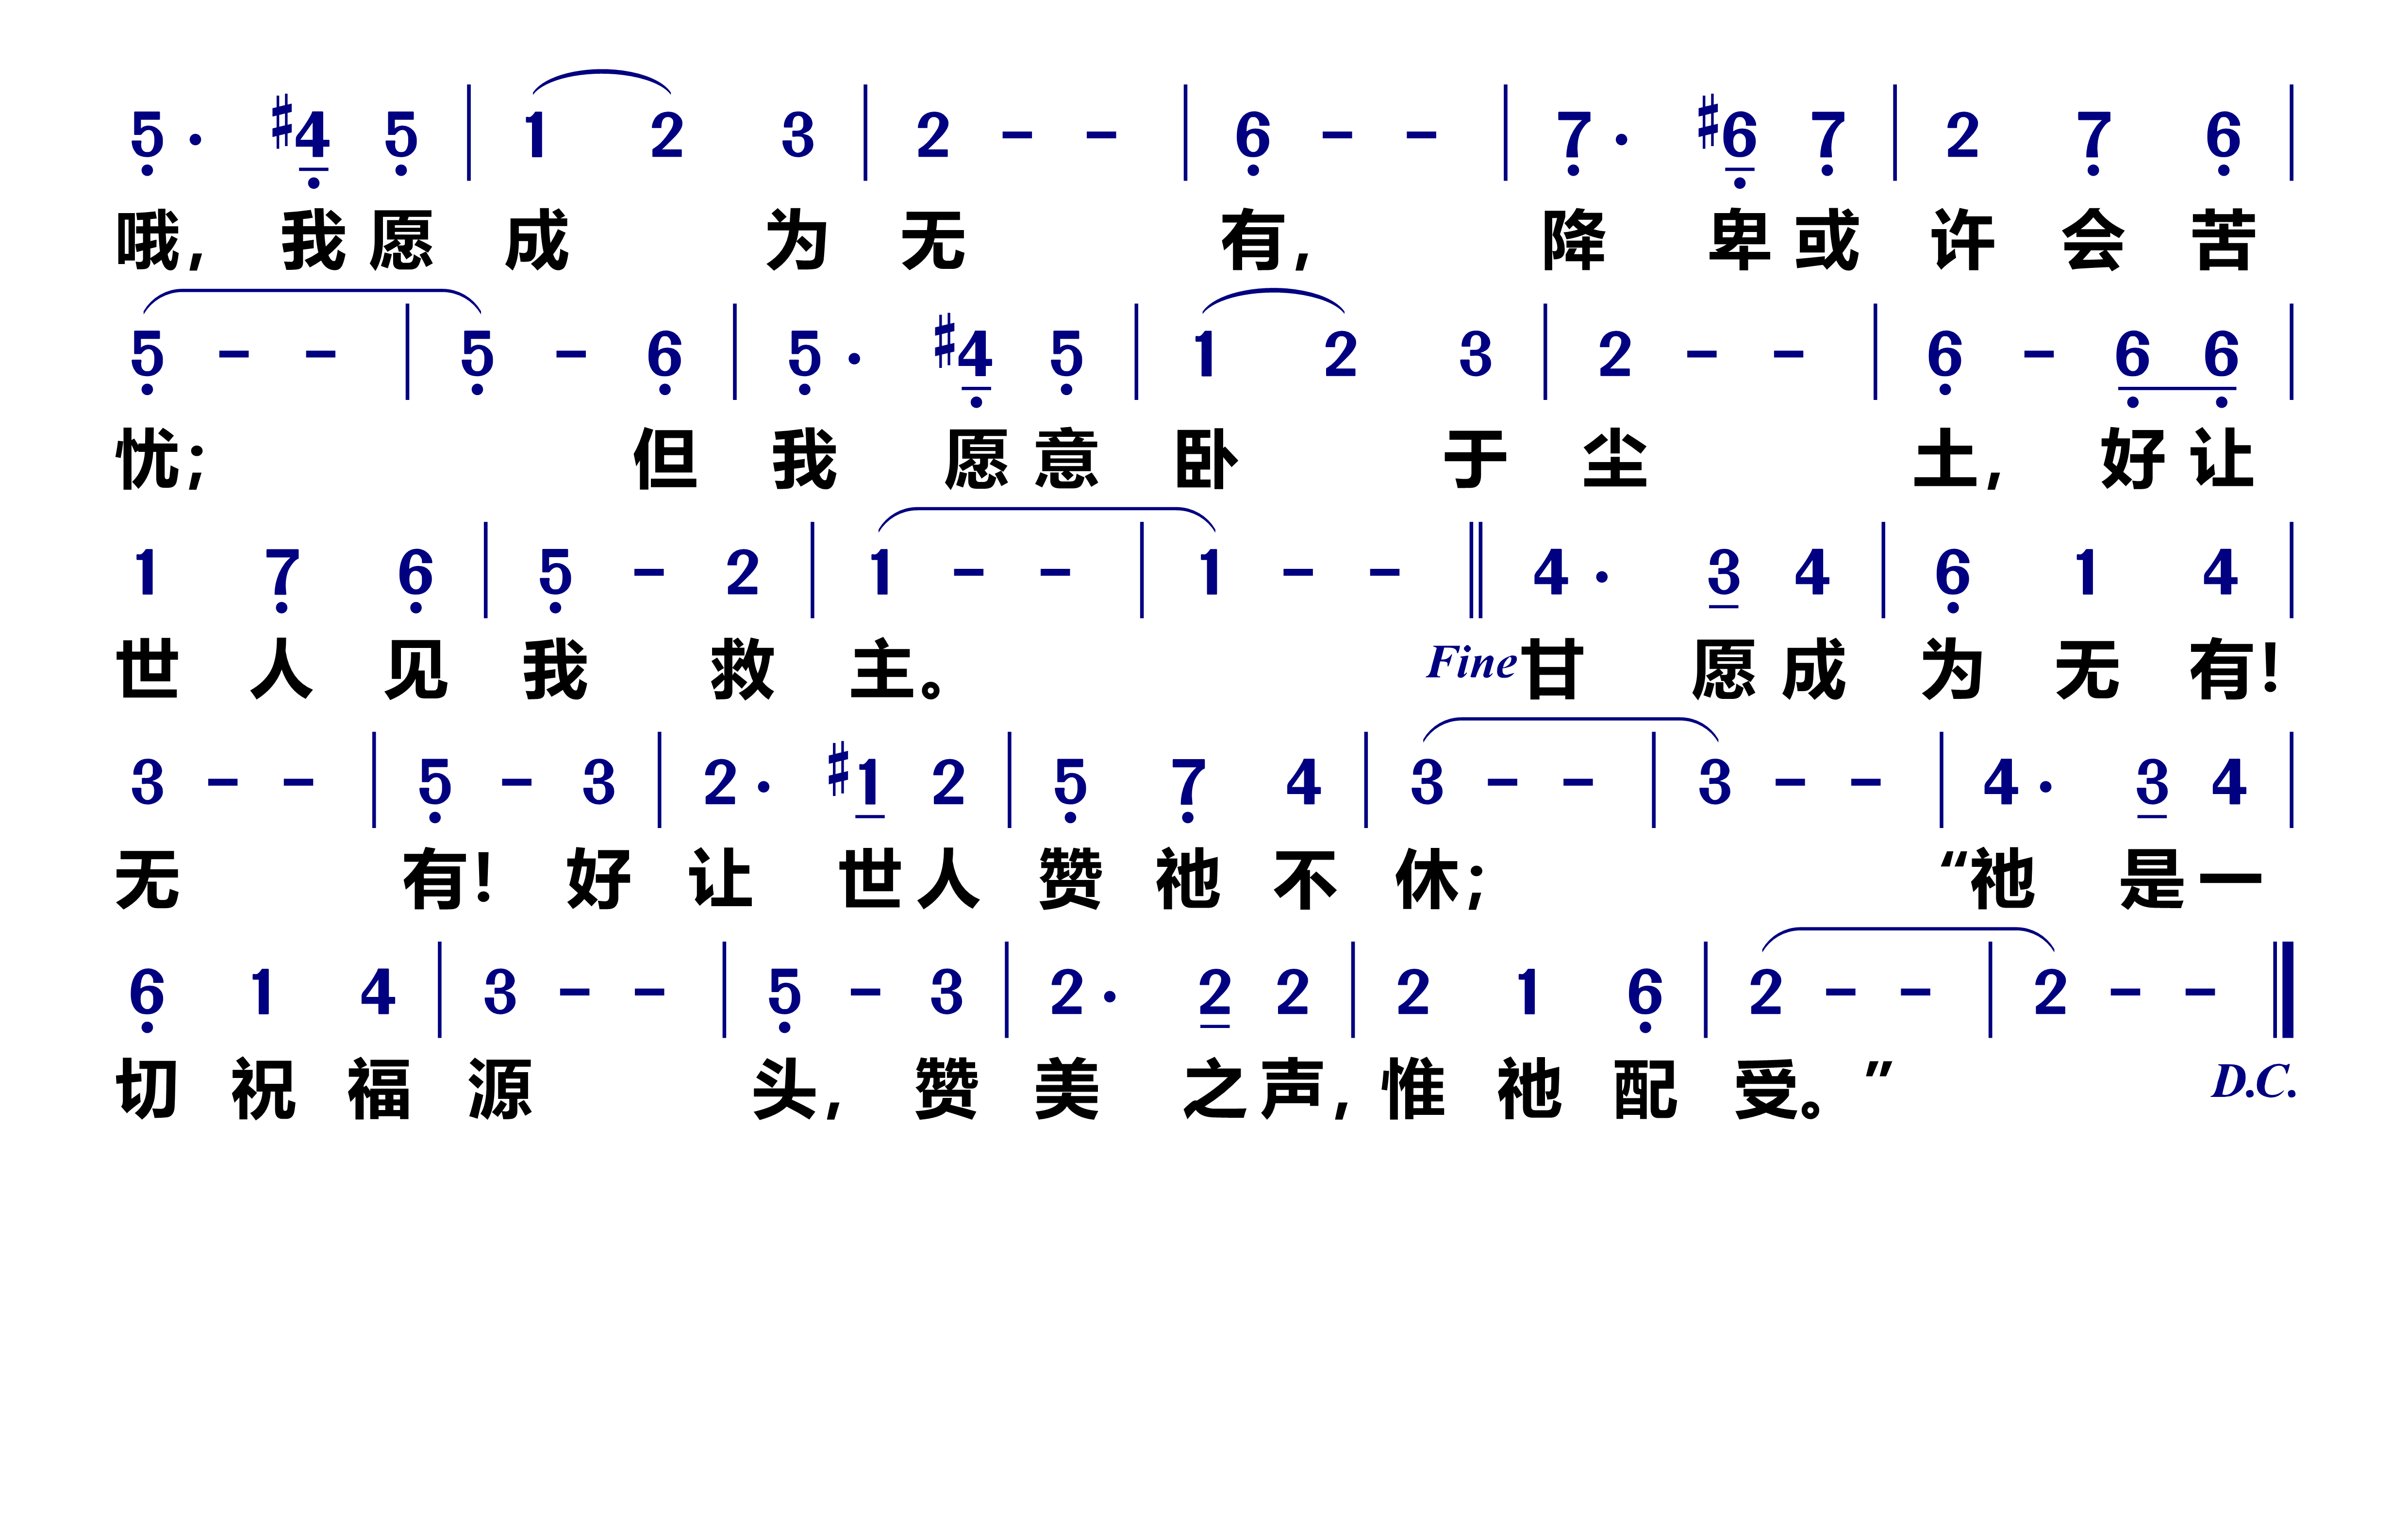 5· #4 5 | 1 2 3 | 2 – – | 6 – – | 7· #6 7 | 2 7 6 |
哦, 我愿 成 为 无 有, 降 卑或 许 会 苦
5 – – | 5 – 6 | 5· #4 5 | 1 2 3 | 2 – – | 6 – 6 6 |
忧; 但 我 愿意 卧 于 尘 土, 好让
1 7 6 | 5 – 2 | 1 – – | 1 – – || 4· 3 4 | 6 1 4 |
世 人 见 我 救 主。 Fine 甘 愿成 为 无 有!
3 – – | 5 – 3 | 2· #1 2 | 5 7 4 | 3 – – | 3 – – | 4· 3 4 |
无 有! 好 让 世人 赞 祂 不 休; “祂 是一
6 1 4 | 3 – – | 5 – 3 | 2· 2 2 | 2 1 6 | 2 – – | 2 – – ||
切 祝 福 源 头, 赞 美 之声, 惟 祂 配 受。” D.C.